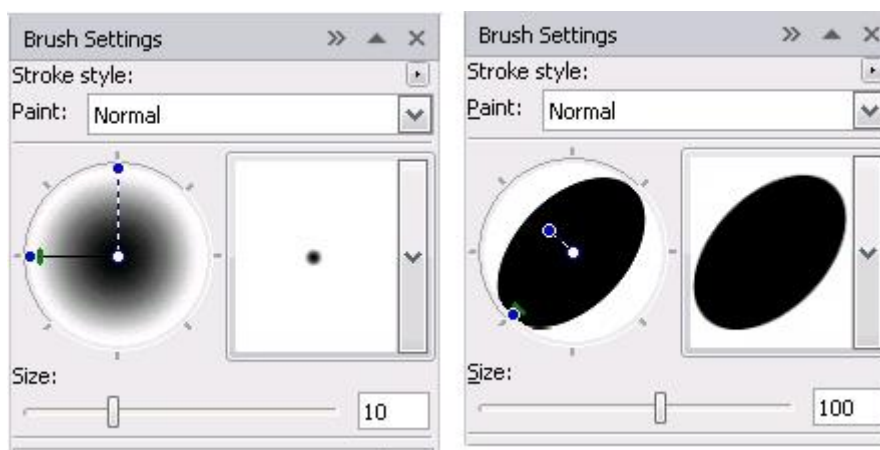 Brush Settings
Stroke style:
Paint: Normal
Size:
10
Brush Settings
Stroke style:
Paint: Normal
Size:
100